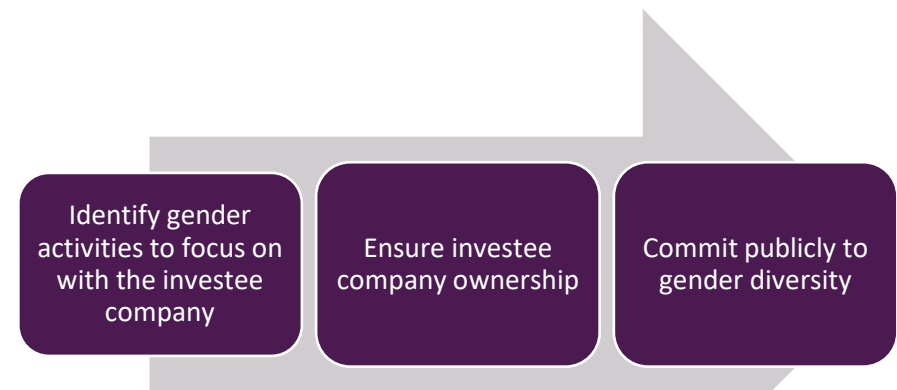 Identify gender
activities to focus on
with the investee
company
Ensure investee
company ownership
Commit publicly to
gender diversity